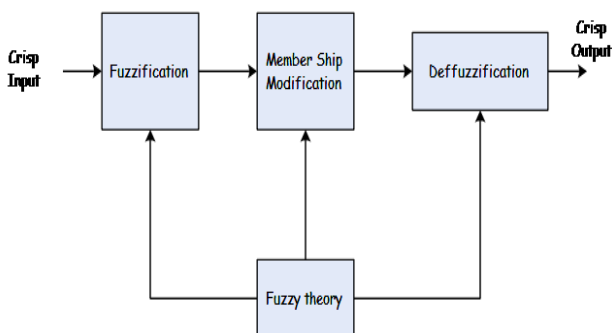 Crisp
Input
Fuzzification
Member Ship
Modification
Deffuzzification
Crisp
Output
Fuzzy theory